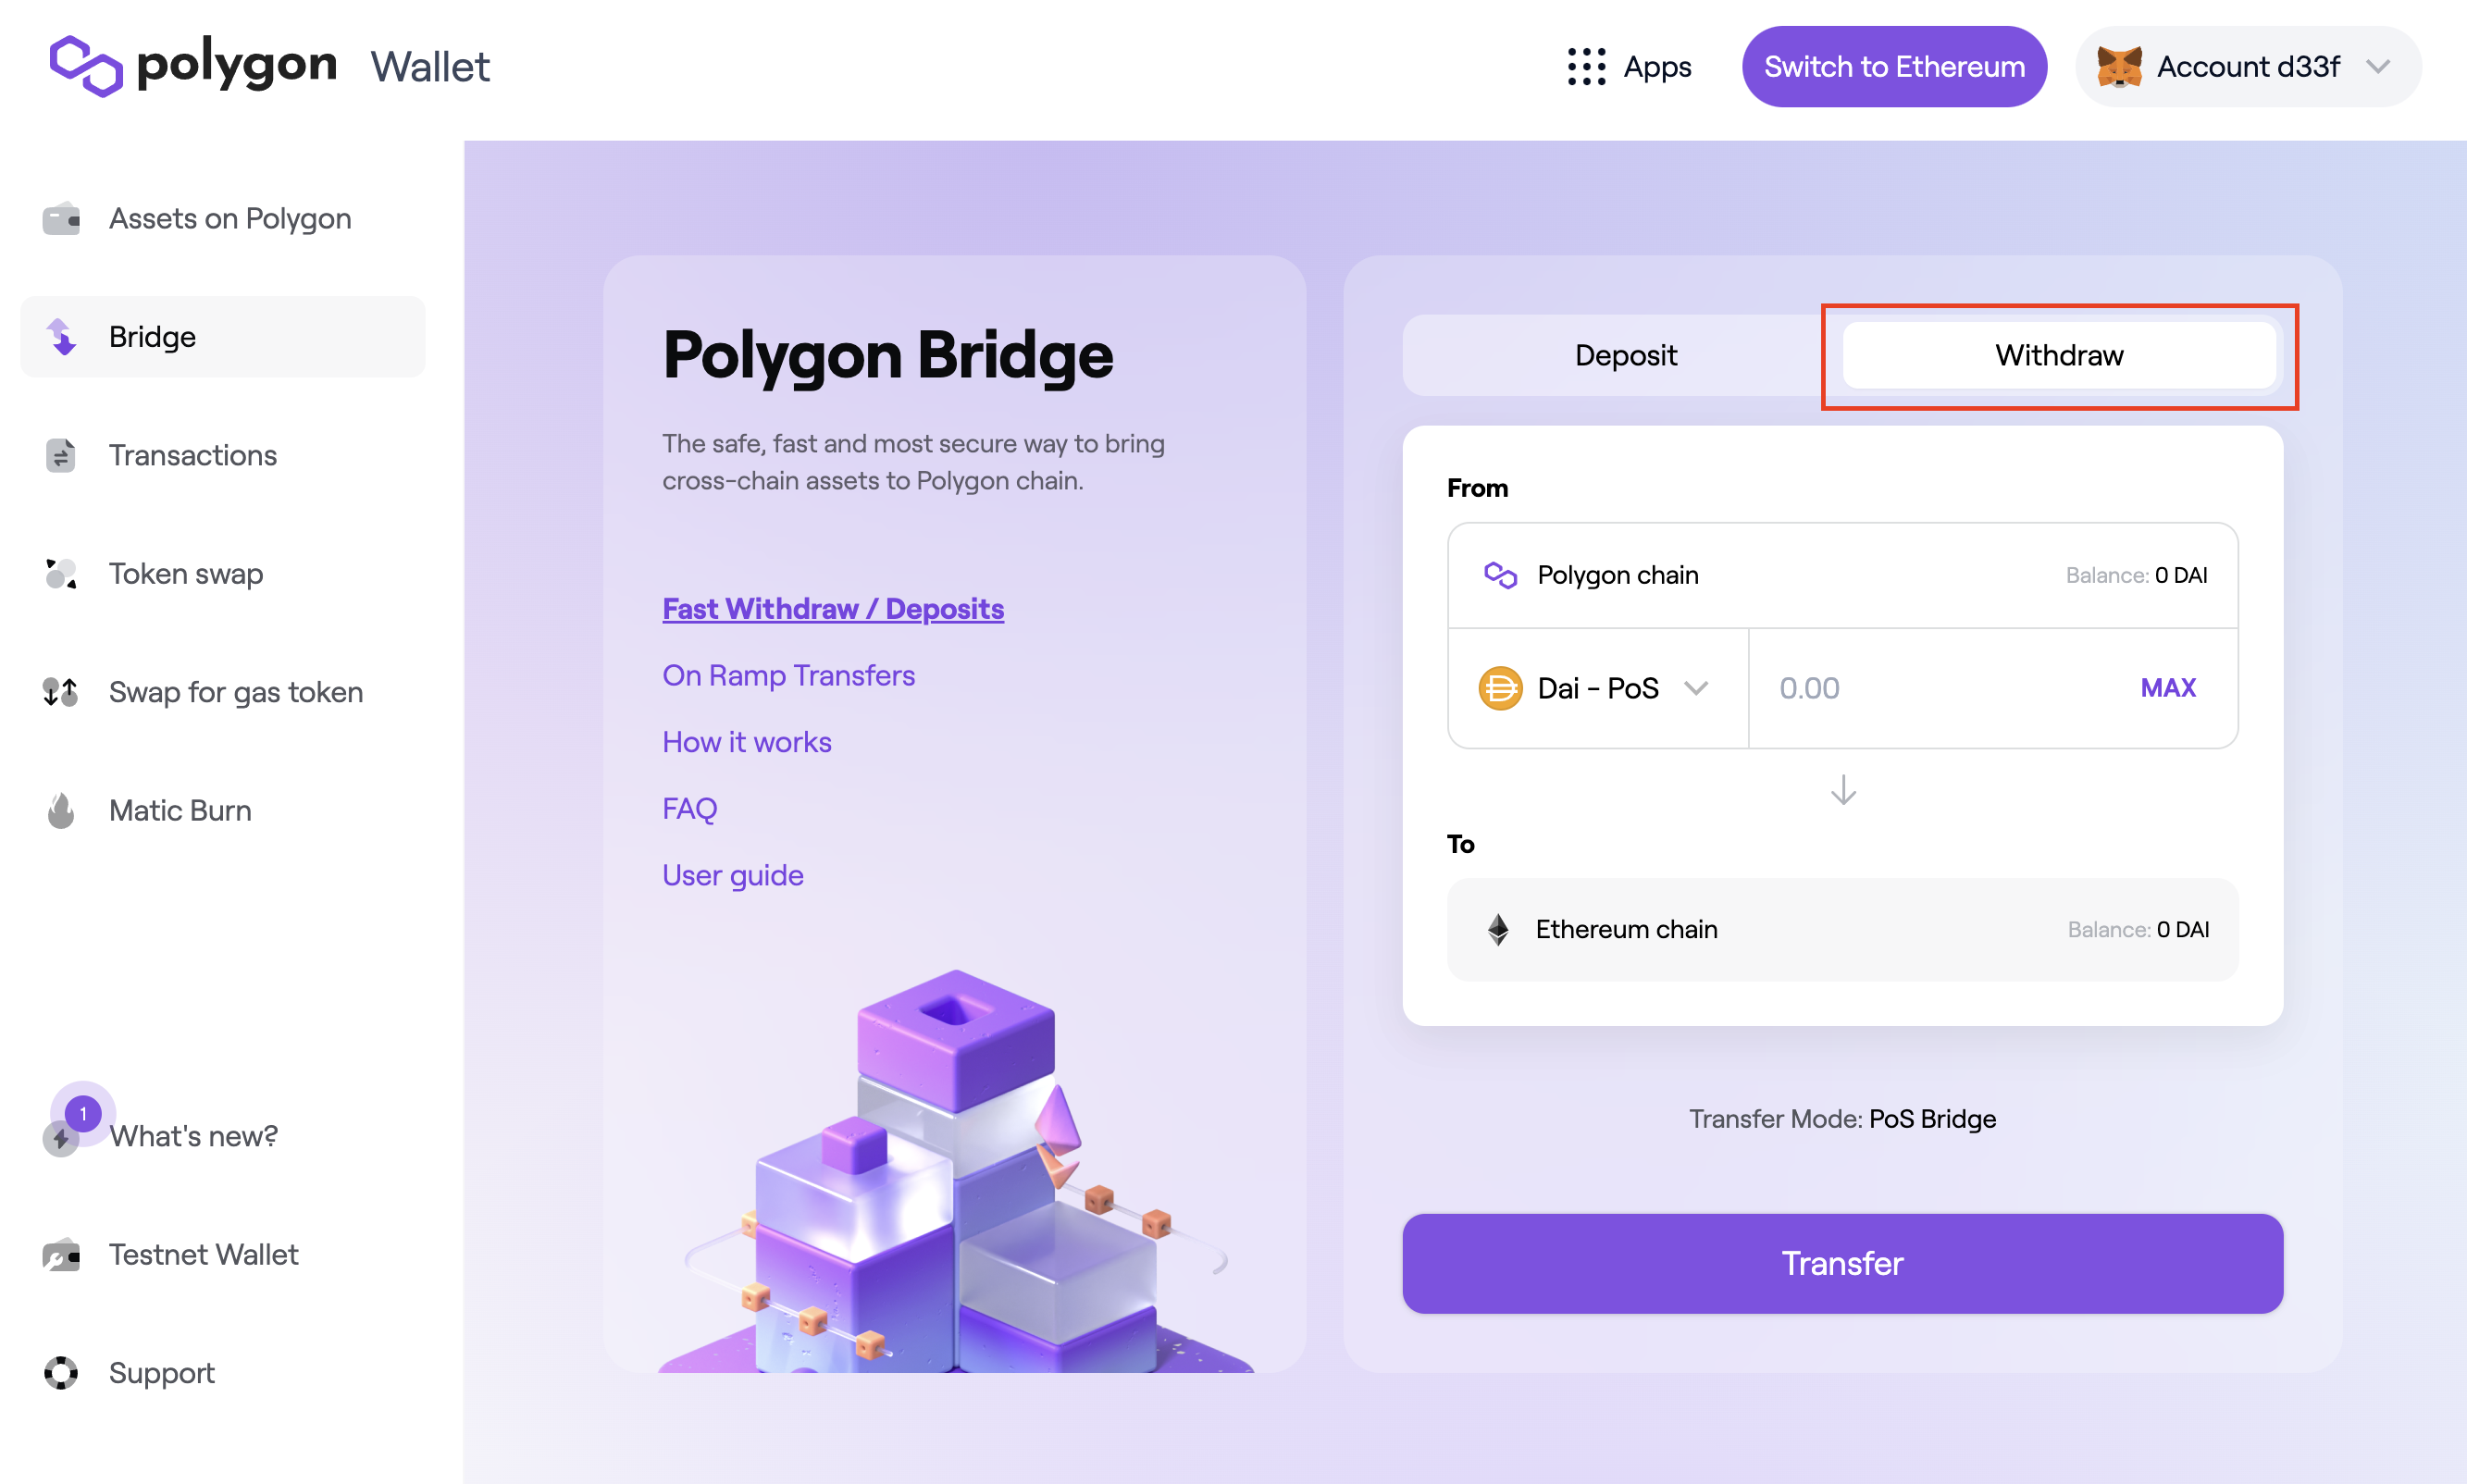 polygon Wallet
Apps
Switch to Ethereum
Account d33f
Assets on Polygon
Bridge
Transactions
Token swap
Swap for gas token
Matic Burn
1
What's new?
Testnet Wallet
Support
Polygon Bridge
The safe, fast and most secure way to bring
cross-chain assets to Polygon chain.
Fast Withdraw / Deposits
On Ramp Transfers
How it works
FAQ
User guide
Deposit
Withdraw
From
Polygon chain
Balance: 0 DAI
Dai - PoS
0.00
MAX
To
Ethereum chain
Balance: 0 DAI
Transfer Mode: PoS Bridge
Transfer